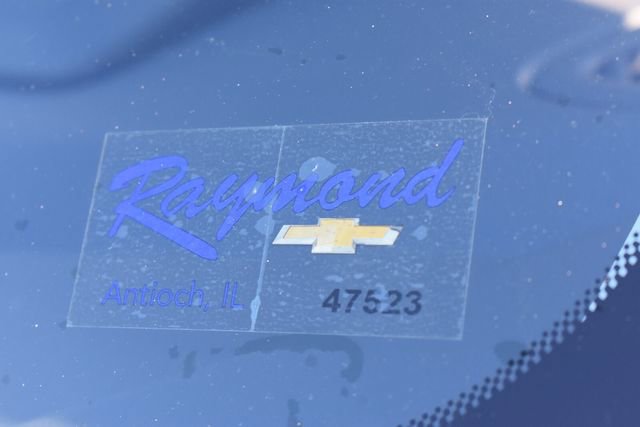 Raymond
Antioch, IL 47523